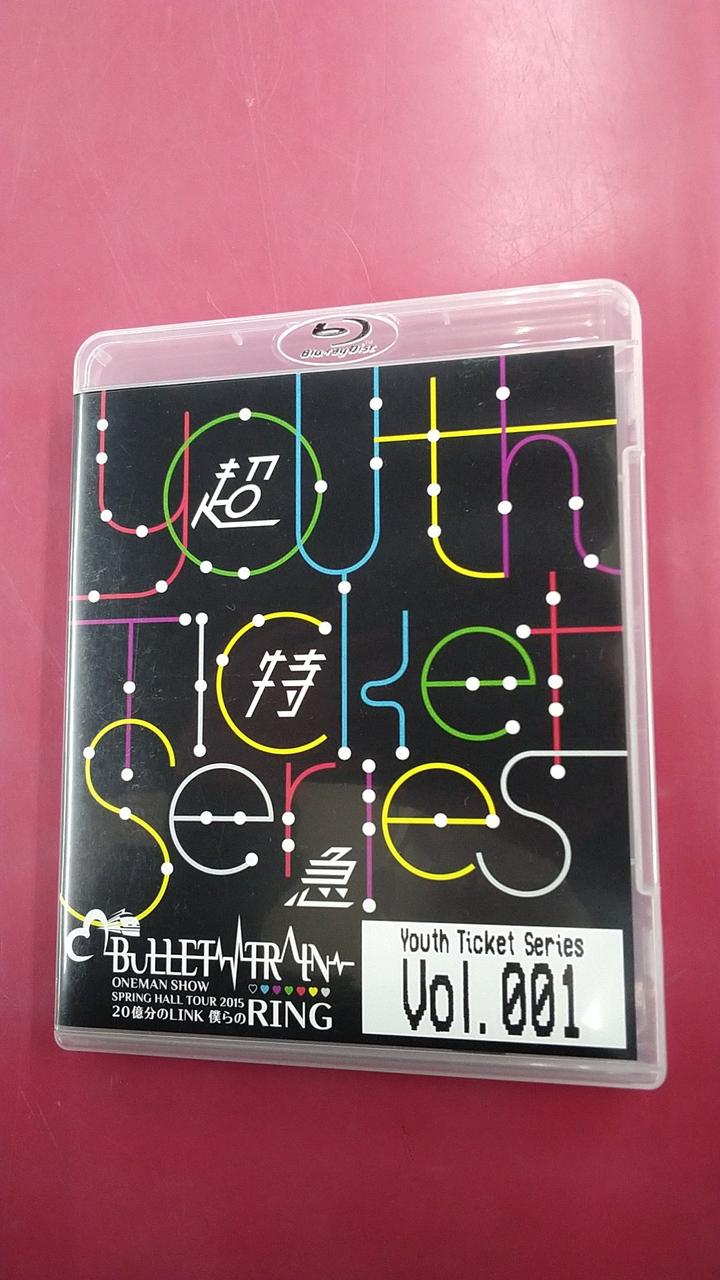 Blu-ray Disc
youth
超
Ticket
特
Series
急
BULLET TRAIN
ONEMAN SHOW
SPRING HALL TOUR 2015
20億分のLINK 僕らのRING
Youth Ticket Series
Vol.001